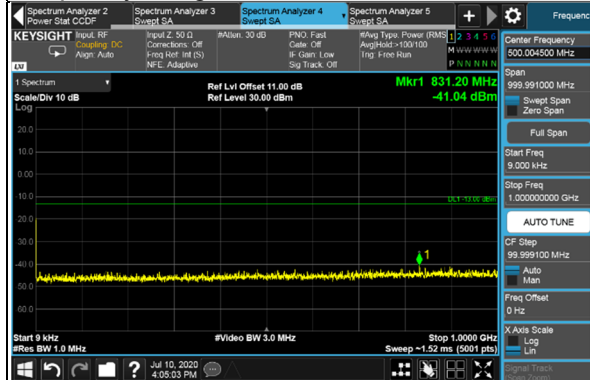 Spectrum Analyzer 2
Power Stat CCDF
Spectrum Analyzer 3
Swept SA
Spectrum Analyzer 4
Swept SA
Spectrum Analyzer 5
Swept SA
+
Frequenc
KEYSIGHT
LXI
Input: RF
Coupling: DC
Align: Auto
Input Z: 50 Ω
Corrections: Off
Freq Ref: Int (S)
NFE: Adaptive
#Atten: 30 dB
PNO: Fast
Gate: Off
IF Gain: Low
Sig Track: Off
#Avg Type: Power (RMS
Avg|Hold:>100/100
Trig: Free Run
1 2 3 4 5 6
M W W W W W
P N N N N N
1 Spectrum
Scale/Div 10 dB
Ref Lvl Offset 11.00 dB
Ref Level 30.00 dBm
Mkr1 831.20 MHz
-41.04 dBm
Log
20.0
10.0
0.00
-10.0
DL1 -13.00 dBm
-20.0
-30.0
1
-40.0
-50.0
-60.0
Start 9 kHz
#Res BW 1.0 MHz
#Video BW 3.0 MHz
Stop 1.0000 GHz
Sweep ~1.52 ms (5001 pts)
?
Jul 10, 2020
4:05:03 PM
Center Frequency
500.004500 MHz
Span
999.991000 MHz
Swept Span
Zero Span
Full Span
Start Freq
9.000 kHz
Stop Freq
1.000000000 GHz
AUTO TUNE
CF Step
99.999100 MHz
Auto
Man
Freq Offset
0 Hz
X Axis Scale
Log
Lin
Signal Track
(Span Zoom)